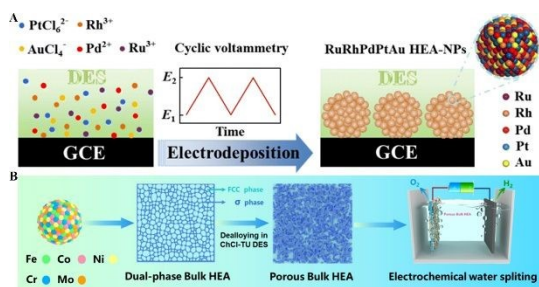 A
PtCl₆²⁻ Rh³⁺
AuCl₄⁻ Pd²⁺ Ru³⁺
DES
GCE
Cyclic voltammetry
E₂
E₁
Time
Electrodeposition
RuRhPdPtAu HEA-NPs
DES
GCE
Ru
Rh
Pd
Pt
Au
B
Fe Co Ni
Cr Mo
FCC phase
σ phase
Dual-phase Bulk HEA
Dealloying in
ChCl-TU DES
Porous Bulk HEA
O₂
H₂
Porous Bulk HEA
Electrochemical water spliting